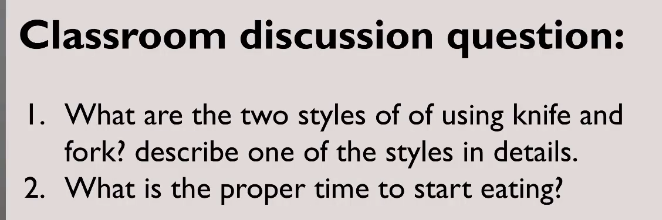 Classroom discussion question:
1. What are the two styles of of using knife and
fork? describe one of the styles in details.
2. What is the proper time to start eating?